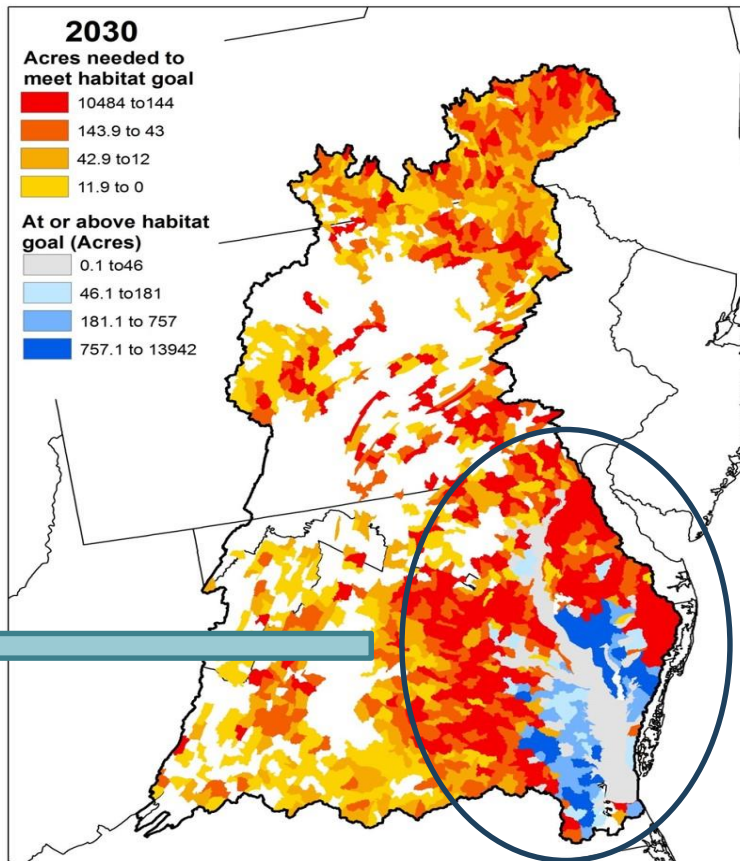 2030
Acres needed to
meet habitat goal
10484 to144
143.9 to 43
42.9 to12
11.9 to 0
At or above habitat
goal (Acres)
0.1 to46
46.1 to181
181.1 to 757
757.1 to 13942